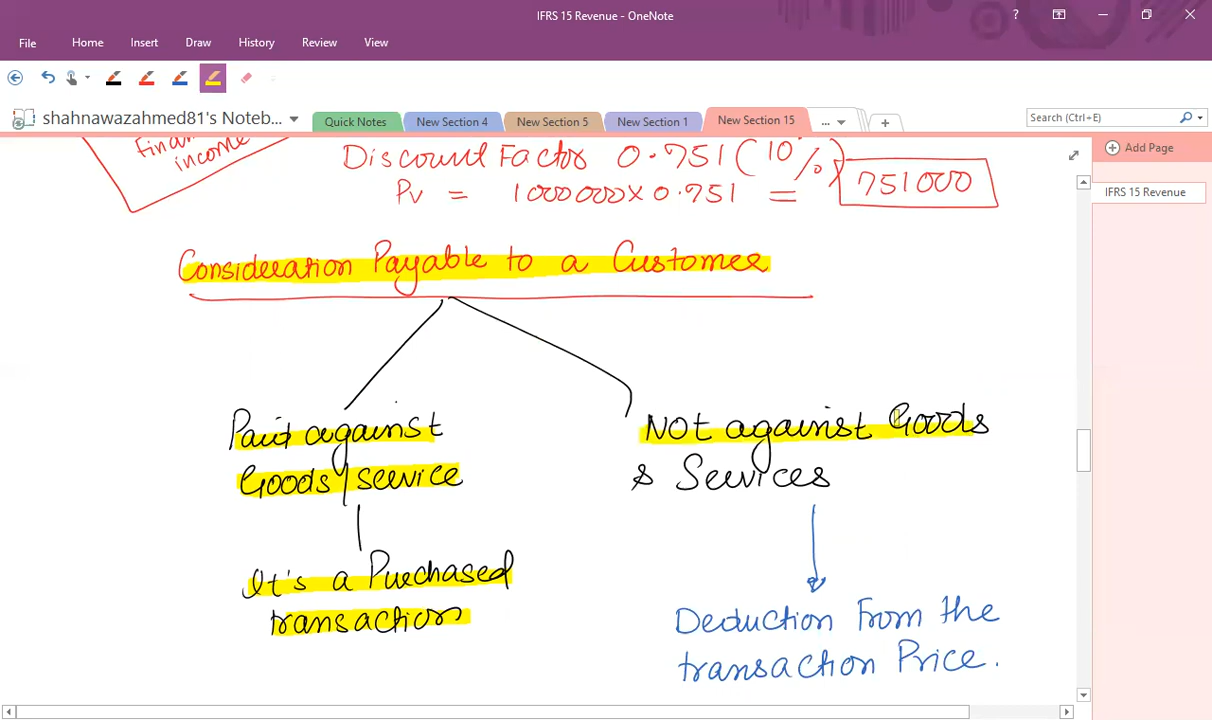 IFRS 15 Revenue - OneNote
?
File Home Insert Draw History Review View
shahnawazahmed81's Noteb... Quick Notes New Section 4 New Section 5 New Section 1 New Section 15 ... + Search (Ctrl+E)
Add Page
IFRS 15 Revenue
income
Discount Factor 0.751 (10%)
Pv = 1000000x0.751 = 751000
Consideration Payable to a Customer
Paid against
Goods/service
It's a Purchased
transaction
Not against Goods
& Services
Deduction From the
transaction Price.